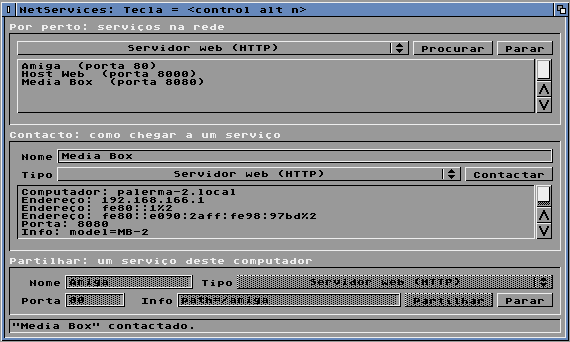 NetServices: Tecla = <control alt n>
Por perto: serviços na rede
Servidor web (HTTP) Procurar Parar
Amiga (porta 80)
Host Web (porta 8000)
Media Box (porta 8080)
Contacto: como chegar a um serviço
Nome Media Box
Tipo Servidor web (HTTP) Contactar
Computador: palerma-2.local
Endereço: 192.168.166.1
Endereço: fe80::1%2
Endereço: fe80::e090:2aff:fe98:97bd%2
Porta: 8080
Info: model=MB-2
Partilhar: um serviço deste computador
Nome Amiga Tipo Servidor web (HTTP)
Porta 80 Info path=/amiga Partilhar Parar
"Media Box" contactado.